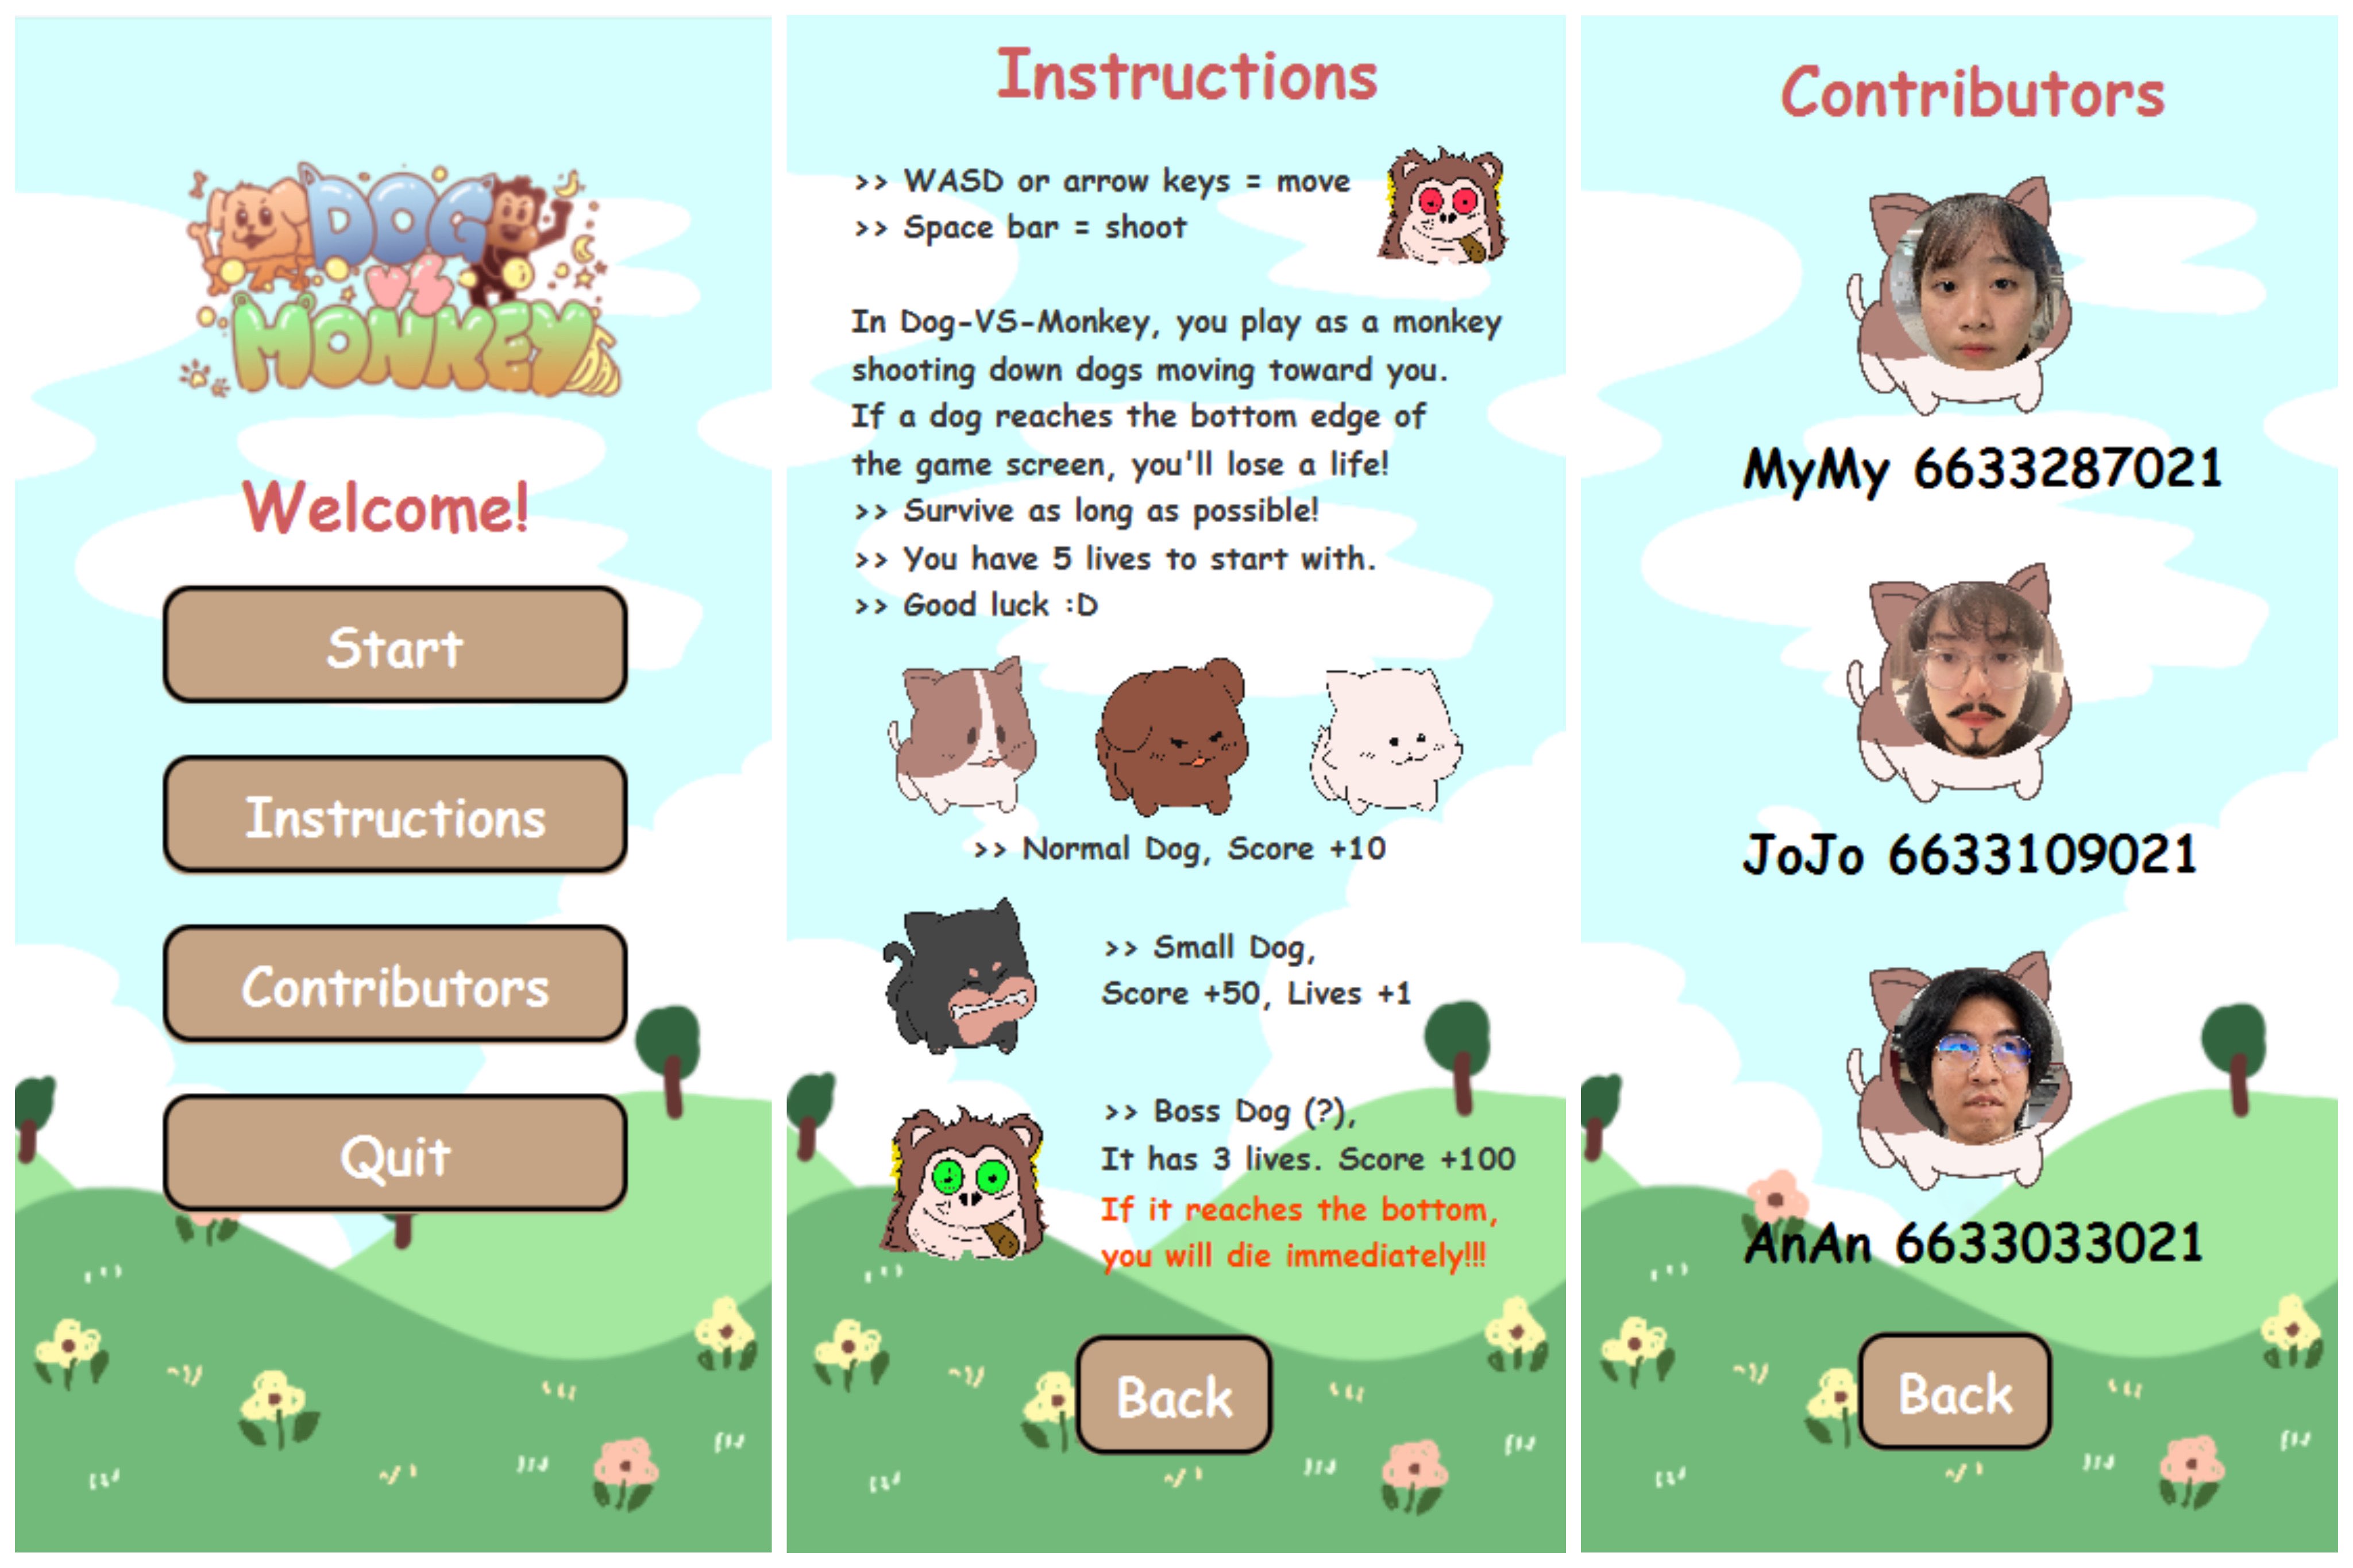 DOG
VS
MONKEY
Welcome!
Start
Instructions
Contributors
Quit
Instructions
>> WASD or arrow keys = move
>> Space bar = shoot
In Dog-VS-Monkey, you play as a monkey
shooting down dogs moving toward you.
If a dog reaches the bottom edge of
the game screen, you'll lose a life!
>> Survive as long as possible!
>> You have 5 lives to start with.
>> Good luck :D
>> Normal Dog, Score +10
>> Small Dog,
Score +50, Lives +1
>> Boss Dog (?),
It has 3 lives. Score +100
If it reaches the bottom,
you will die immediately!!!
Back
Contributors
MyMy 6633287021
JoJo 6633109021
AnAn 6633033021
Back